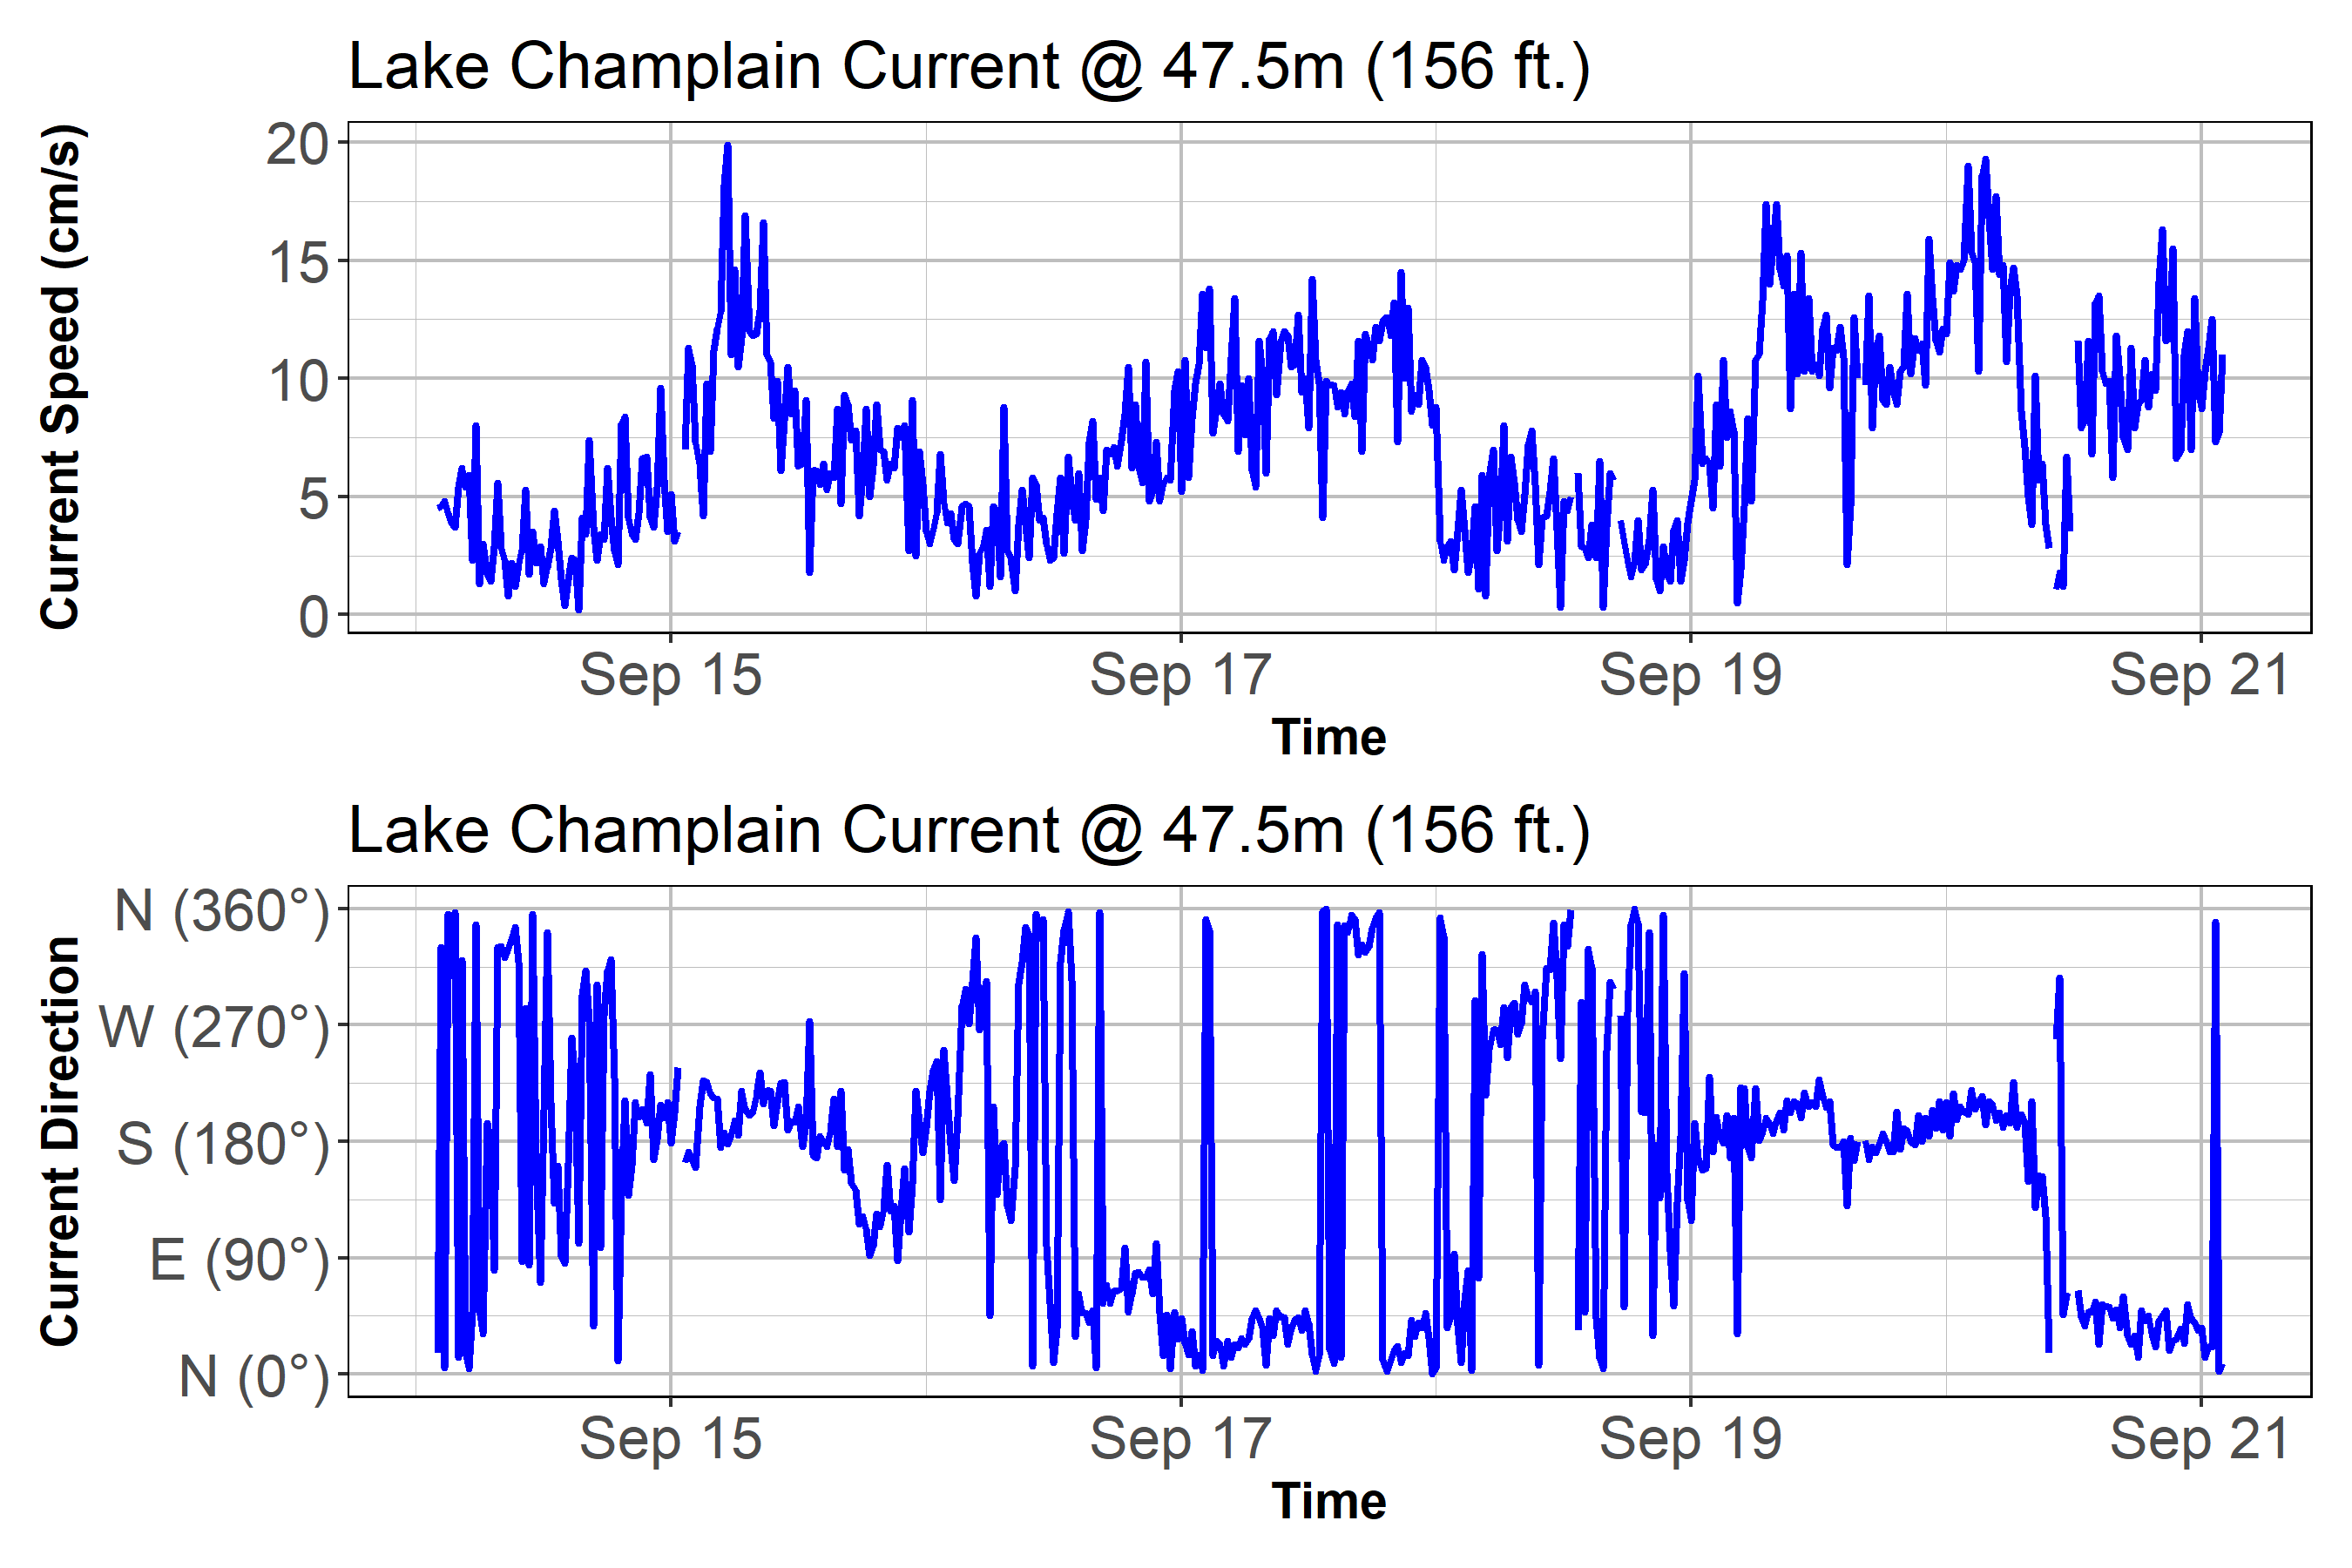 Lake Champlain Current @ 47.5m (156 ft.)
Current Speed (cm/s)
20
15
10
5
0
Sep 15 Sep 17 Sep 19 Sep 21
Time
Lake Champlain Current @ 47.5m (156 ft.)
Current Direction
N (360°)
W (270°)
S (180°)
E (90°)
N (0°)
Sep 15 Sep 17 Sep 19 Sep 21
Time